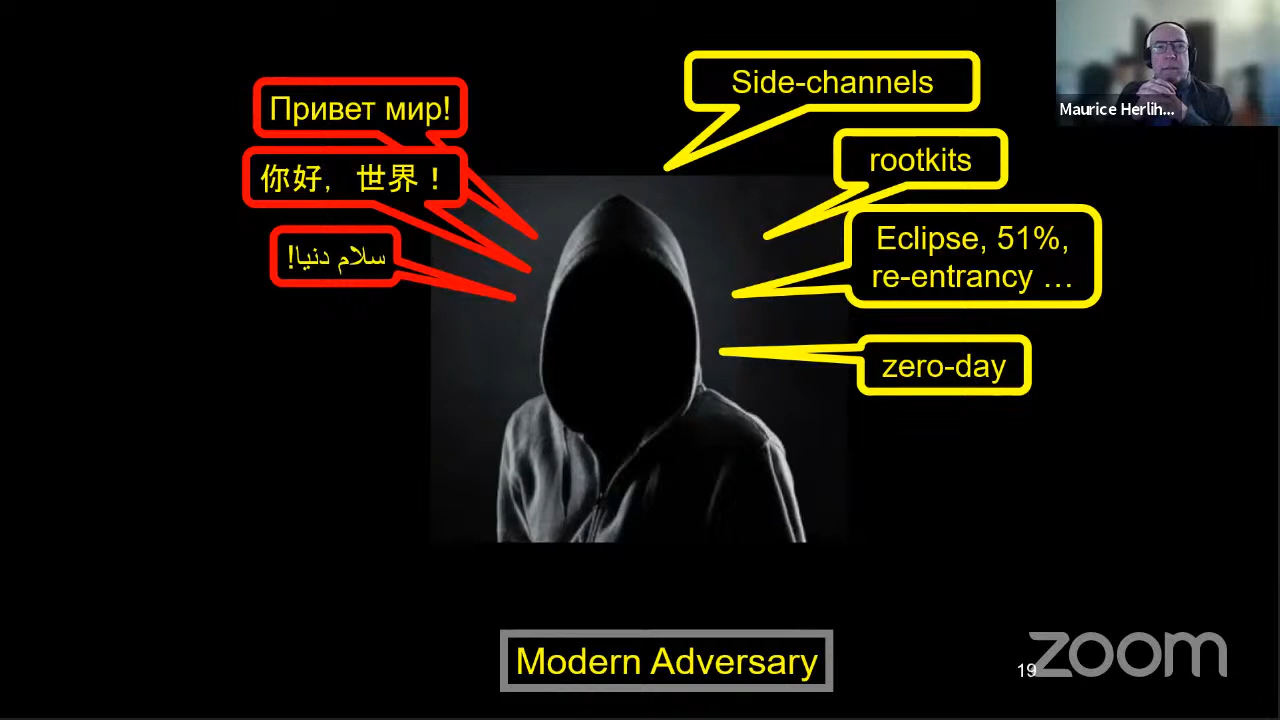 Side-channels
Привет мир!
rootkits
你好，世界！
Eclipse, 51%,
re-entrancy …
سلام دنیا!
zero-day
Modern Adversary
19
zoom
Maurice Herlih...